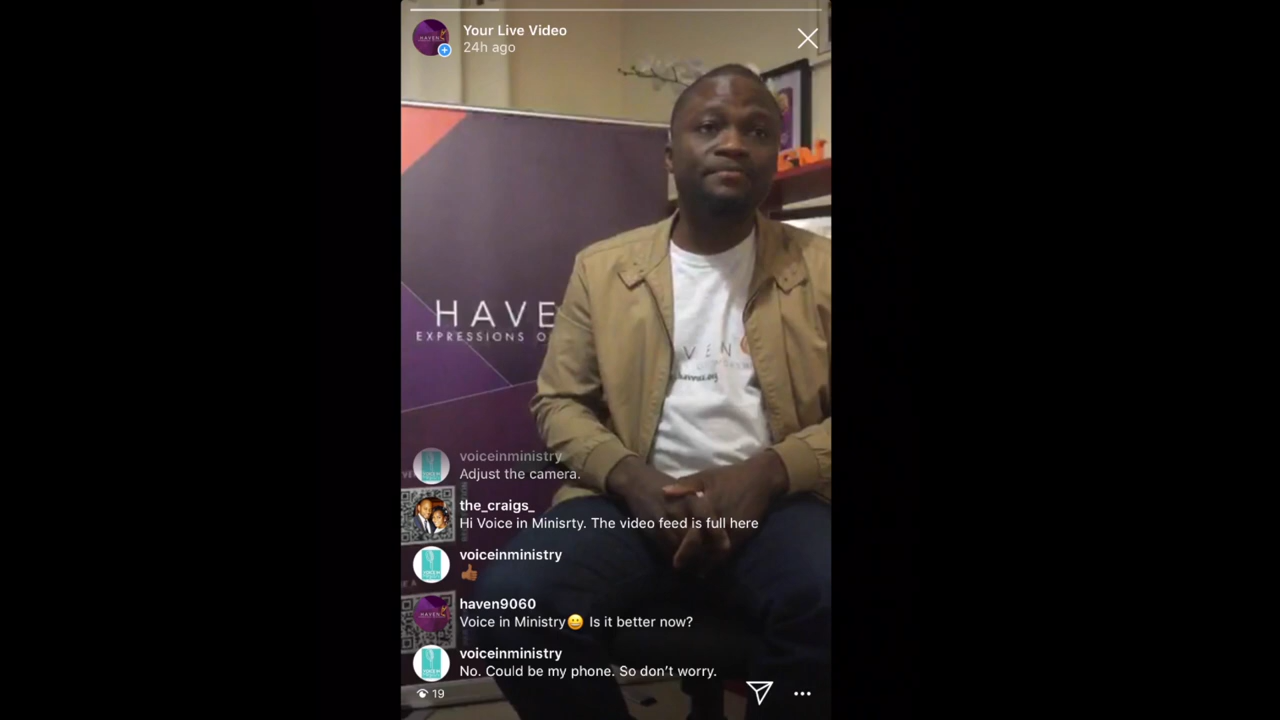 Your Live Video
24h ago
HAVE
EXPRESSIONS O
VEN
voiceinministry
Adjust the camera.
the_craigs_
Hi Voice in Minisrty. The video feed is full here
voiceinministry
haven9060
Voice in Ministry😀 Is it better now?
voiceinministry
No. Could be my phone. So don’t worry.
19